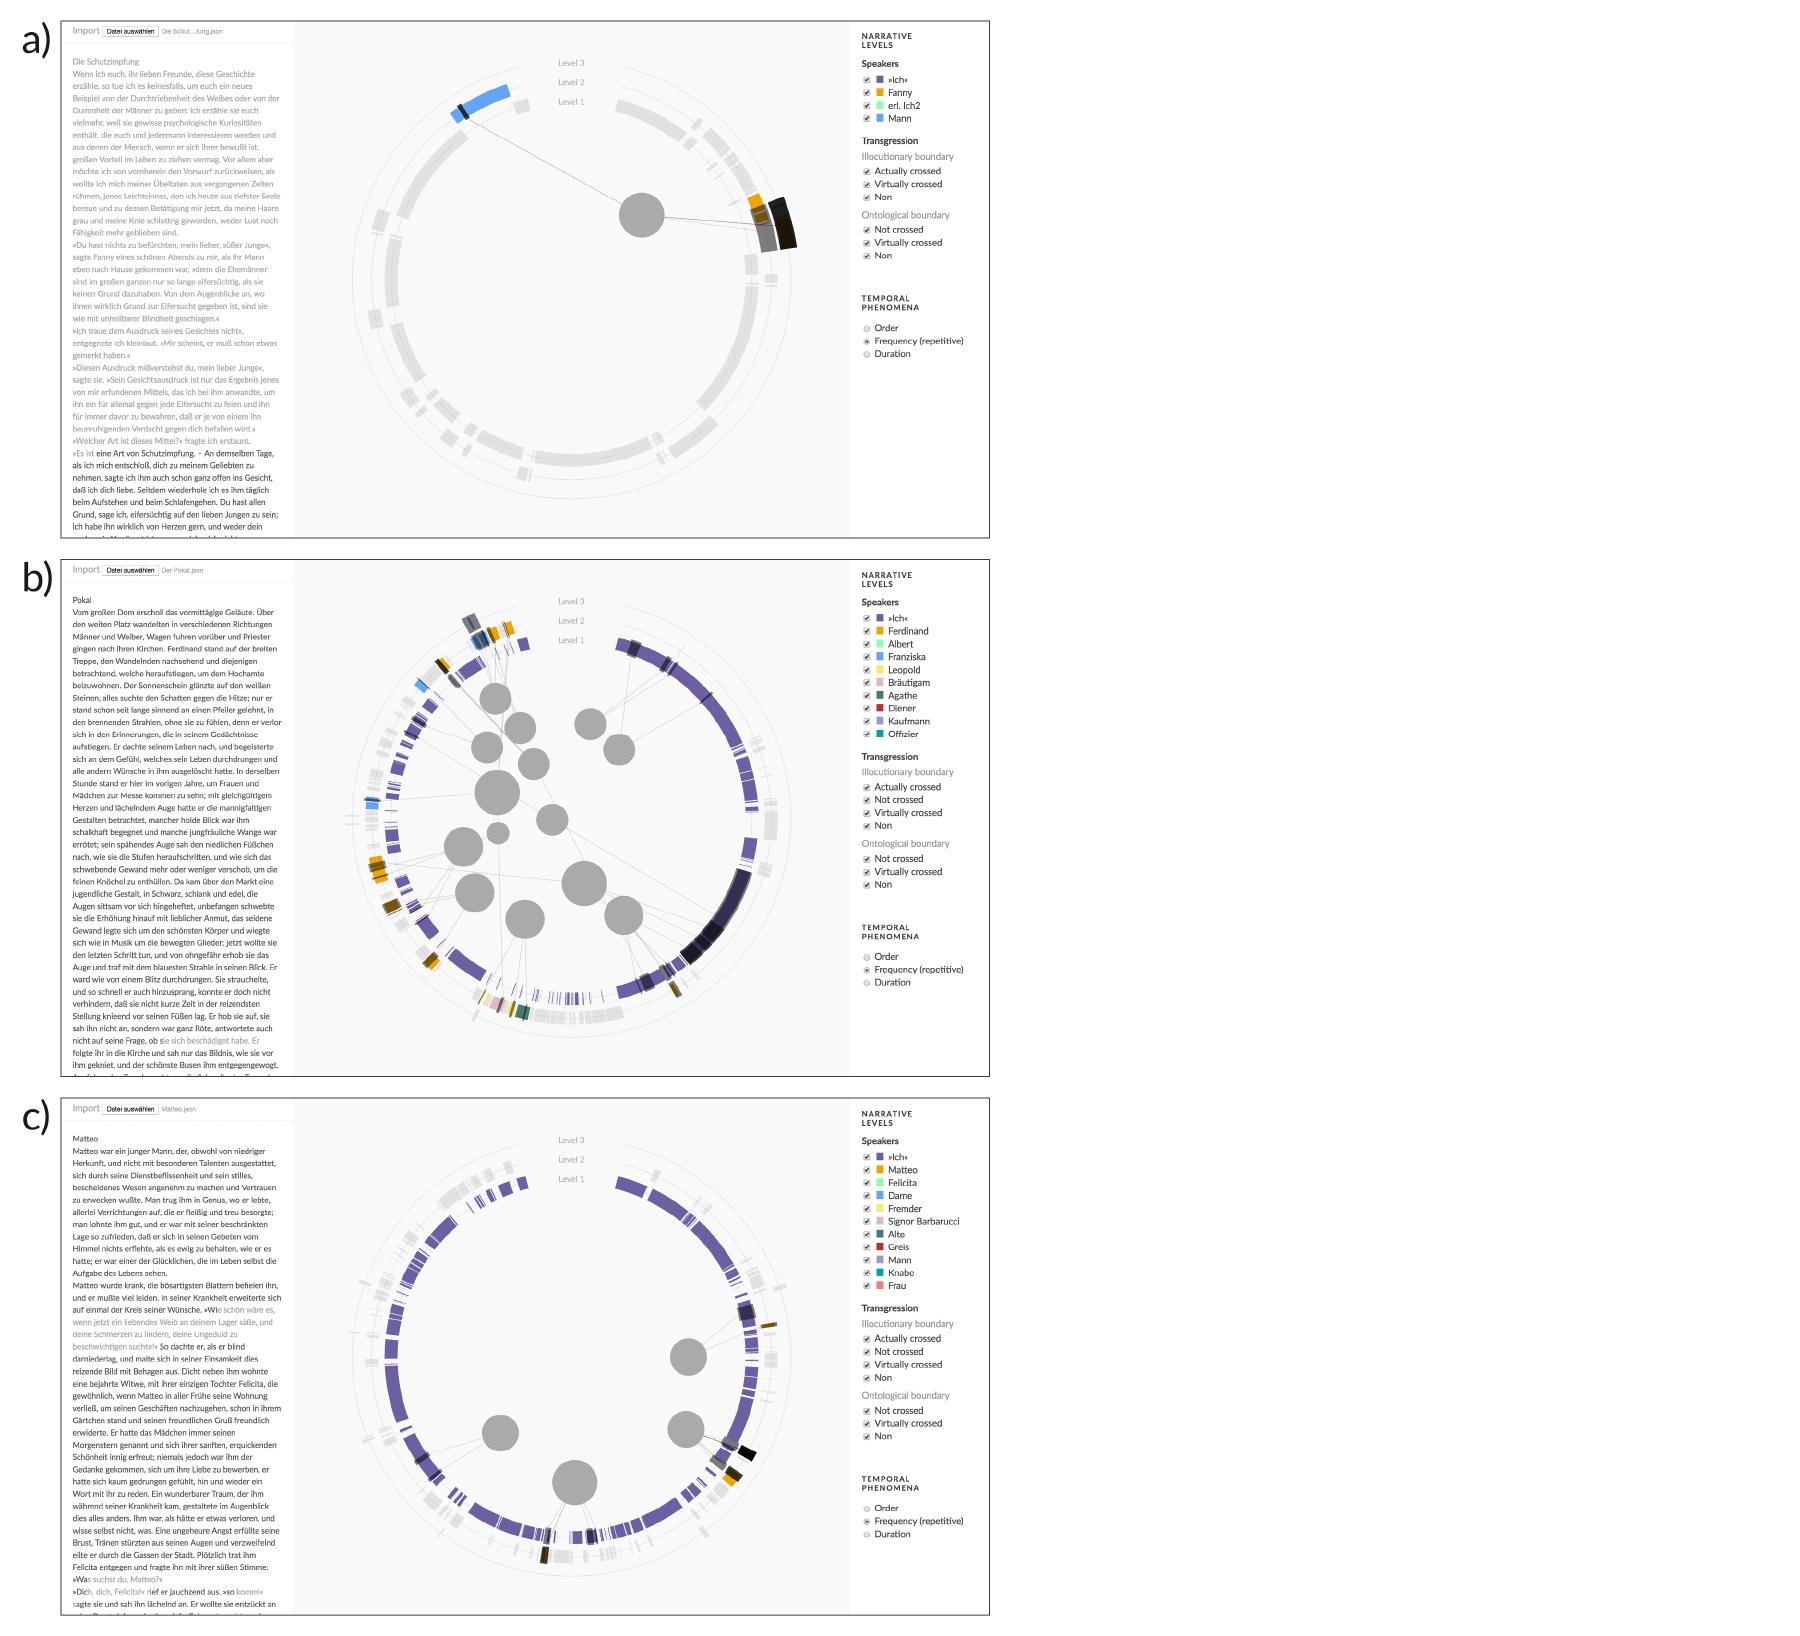 a)
Import Datei auswählen Die Schut...fung.json
Die Schutzimpfung
Wenn ich euch, ihr lieben Freunde, diese Geschichte
erzähle, so tue ich es keinesfalls, um euch ein neues
Beispiel von der Durchtriebenheit des Weibes oder von der
Dummheit der Männer zu geben; Ich erzähle sie euch
vielmehr, weil sie gewisse psychologische Kuriositäten
enthält, die euch und jedermann interessieren werden und
aus denen der Mensch, wenn er sich ihrer bewußt ist,
großen Vorteil im Leben zu ziehen vermag. Vor allem aber
möchte ich von vornherein den Vorwurf zurückweisen, als
wollte ich mich meiner Übeltaten aus vergangenen Zeiten
rühmen, jenes Leichtsinnes, den ich heute aus tiefster Seele
bereue und zu dessen Betätigung mir jetzt, da meine Haare
grau und meine Knie schlottrig geworden, weder Lust noch
Fähigkeit mehr geblieben sind.
»Du hast nichts zu befürchten, mein lieber, süßer Junge«,
sagte Fanny eines schönen Abends zu mir, als ihr Mann
eben nach Hause gekommen war, »denn die Ehemänner
sind im großen ganzen nur so lange eifersüchtig, als sie
keinen Grund dazuhaben. Von dem Augenblicke an, wo
ihnen wirklich Grund zur Eifersucht gegeben ist, sind sie
wie mit unheilbarer Blindheit geschlagen.«
»Ich traue dem Ausdruck seines Gesichtes nicht«,
entgegnete ich kleinlaut. »Mir scheint, er muß schon etwas
gemerkt haben.«
»Diesen Ausdruck mißverstehst du, mein lieber Junge«,
sagte sie. »Sein Gesichtsausdruck ist nur das Ergebnis jenes
von mir erfundenen Mittels, das ich bei ihm anwandte, um
ihn ein für allemal gegen jede Eifersucht zu feien und ihn
für immer davor zu bewahren, daß er je von einem ihn
beunruhigenden Verdacht gegen dich befallen wird.«
»Welcher Art ist dieses Mittel?« fragte ich erstaunt.
»Es ist eine Art von Schutzimpfung. – An demselben Tage,
als ich mich entschloß, dich zu meinem Geliebten zu
nehmen, sagte ich ihm auch schon ganz offen ins Gesicht,
daß ich dich liebe. Seitdem wiederhole ich es ihm täglich
beim Aufstehen und beim Schlafengehen. Du hast allen
Grund, sage ich, eifersüchtig auf den lieben Jungen zu sein;
ich habe ihn wirklich von Herzen gern, und weder dein
Level 3
Level 2
Level 1
NARRATIVE
LEVELS
Speakers
»Ich«
Fanny
erl. Ich2
Mann
Transgression
Illocutionary boundary
Actually crossed
Virtually crossed
Non
Ontological boundary
Not crossed
Virtually crossed
Non
TEMPORAL
PHENOMENA
Order
Frequency (repetitive)
Duration
b)
Import Datei auswählen Der Pokal.json
Pokal
Vom großen Dom erscholl das vormittägige Geläute. Über
den weiten Platz wandelten in verschiedenen Richtungen
Männer und Weiber, Wagen fuhren vorüber und Priester
gingen nach ihren Kirchen. Ferdinand stand auf der breiten
Treppe, den Wandelnden nachsehend und diejenigen
betrachtend, welche heraufstiegen, um dem Hochamte
beizuwohnen. Der Sonnenschein glänzte auf den weißen
Steinen, alles suchte den Schatten gegen die Hitze; nur er
stand schon seit lange sinnend an einen Pfeiler gelehnt, in
den brennenden Strahlen, ohne sie zu fühlen, denn er verlor
sich in den Erinnerungen, die in seinem Gedächtnisse
aufstiegen. Er dachte seinem Leben nach, und begeisterte
sich an dem Gefühl, welches sein Leben durchdrungen und
alle andern Wünsche in ihm ausgelöscht hatte. In derselben
Stunde stand er hier im vorigen Jahre, um Frauen und
Mädchen zur Messe kommen zu sehn; mit gleichgültigem
Herzen und lächelndem Auge hatte er die mannigfaltigen
Gestalten betrachtet, mancher holde Blick war ihm
schalkhaft begegnet und manche jungfräuliche Wange war
errötet; sein spähendes Auge sah den niedlichen Füßchen
nach, wie sie die Stufen heraufschritten, und wie sich das
schwebende Gewand mehr oder weniger verschob, um die
feinen Knöchel zu enthüllen. Da kam über den Markt eine
jugendliche Gestalt, in Schwarz, schlank und edel, die
Augen sittsam vor sich hingeheftet, unbefangen schwebte
sie die Erhöhung hinauf mit lieblicher Anmut, das seidene
Gewand legte sich um den schönsten Körper und wiegte
sich wie in Musik um die bewegten Glieder; jetzt wollte sie
den letzten Schritt tun, und von ohngefähr erhob sie das
Auge und traf mit dem blauesten Strahle in seinen Blick. Er
ward wie von einem Blitz durchdrungen. Sie strauchelte,
und so schnell er auch hinzusprang, konnte er doch nicht
verhindern, daß sie nicht kurze Zeit in der reizendsten
Stellung knieend vor seinen Füßen lag. Er hob sie auf, sie
sah ihn nicht an, sondern war ganz Röte, antwortete auch
nicht auf seine Frage, ob sie sich beschädiget habe. Er
folgte ihr in die Kirche und sah nur das Bildnis, wie sie vor
ihm gekniet, und der schönste Busen ihm entgegengewogt.
Level 3
Level 2
Level 1
NARRATIVE
LEVELS
Speakers
»Ich«
Ferdinand
Albert
Franziska
Leopold
Bräutigam
Agathe
Diener
Kaufmann
Offizier
Transgression
Illocutionary boundary
Actually crossed
Not crossed
Virtually crossed
Non
Ontological boundary
Not crossed
Virtually crossed
Non
TEMPORAL
PHENOMENA
Order
Frequency (repetitive)
Duration
c)
Import Datei auswählen Matteo.json
Matteo
Matteo war ein junger Mann, der, obwohl von niedriger
Herkunft, und nicht mit besonderen Talenten ausgestattet,
sich durch seine Dienstbeflissenheit und sein stilles,
bescheidenes Wesen angenehm zu machen und Vertrauen
zu erwecken wußte. Man trug ihm in Genua, wo er lebte,
allerlei Verrichtungen auf, die er fleißig und treu besorgte;
man lohnte ihm gut, und er war mit seiner beschränkten
Lage so zufrieden, daß er sich in seinen Gebeten vom
Himmel nichts erflehte, als es ewig zu behalten, wie er es
hatte; er war einer der Glücklichen, die im Leben selbst die
Aufgabe des Lebens sehen.
Matteo wurde krank, die bösartigsten Blattern befielen ihn,
und er mußte viel leiden. In seiner Krankheit erweiterte sich
auf einmal der Kreis seiner Wünsche. »Wie schön wäre es,
wenn jetzt ein liebendes Weib an deinem Lager säße, und
deine Schmerzen zu lindern, deine Ungeduld zu
beschwichtigen suchte!« So dachte er, als er blind
darniederlag, und malte sich in seiner Einsamkeit dies
reizende Bild mit Behagen aus. Dicht neben ihm wohnte
eine bejahrte Witwe, mit ihrer einzigen Tochter Felicita, die
gewöhnlich, wenn Matteo in aller Frühe seine Wohnung
verließ, um seinen Geschäften nachzugehen, schon in ihrem
Gärtchen stand und seinen freundlichen Gruß freundlich
erwiderte. Er hatte das Mädchen immer seinen
Morgenstern genannt und sich ihrer sanften, erquickenden
Schönheit innig erfreut; niemals jedoch war ihm der
Gedanke gekommen, sich um ihre Liebe zu bewerben, er
hatte sich kaum gedrungen gefühlt, hin und wieder ein
Wort mit ihr zu reden. Ein wunderbarer Traum, der ihm
während seiner Krankheit kam, gestaltete im Augenblick
dies alles anders. Ihm war, als hätte er etwas verloren, und
wisse selbst nicht, was. Eine ungeheure Angst erfüllte seine
Brust, Tränen stürzten aus seinen Augen und verzweifelnd
eilte er durch die Gassen der Stadt. Plötzlich trat ihm
Felicita entgegen und fragte ihn mit ihrer süßen Stimme:
»Was suchst du, Matteo?«
»Dich, dich, Felicita!« rief er jauchzend aus. »so komm!«
sagte sie und sah ihn lächelnd an. Er wollte sie entzückt an
Level 3
Level 2
Level 1
NARRATIVE
LEVELS
Speakers
»Ich«
Matteo
Felicita
Dame
Fremder
Signor Barbarucci
Alte
Greis
Mann
Knabe
Frau
Transgression
Illocutionary boundary
Actually crossed
Not crossed
Virtually crossed
Non
Ontological boundary
Not crossed
Virtually crossed
Non
TEMPORAL
PHENOMENA
Order
Frequency (repetitive)
Duration